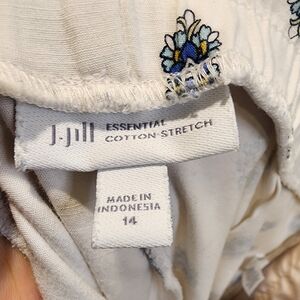 J.Jill ESSENTIAL
COTTON-STRETCH
MADE IN
INDONESIA
14